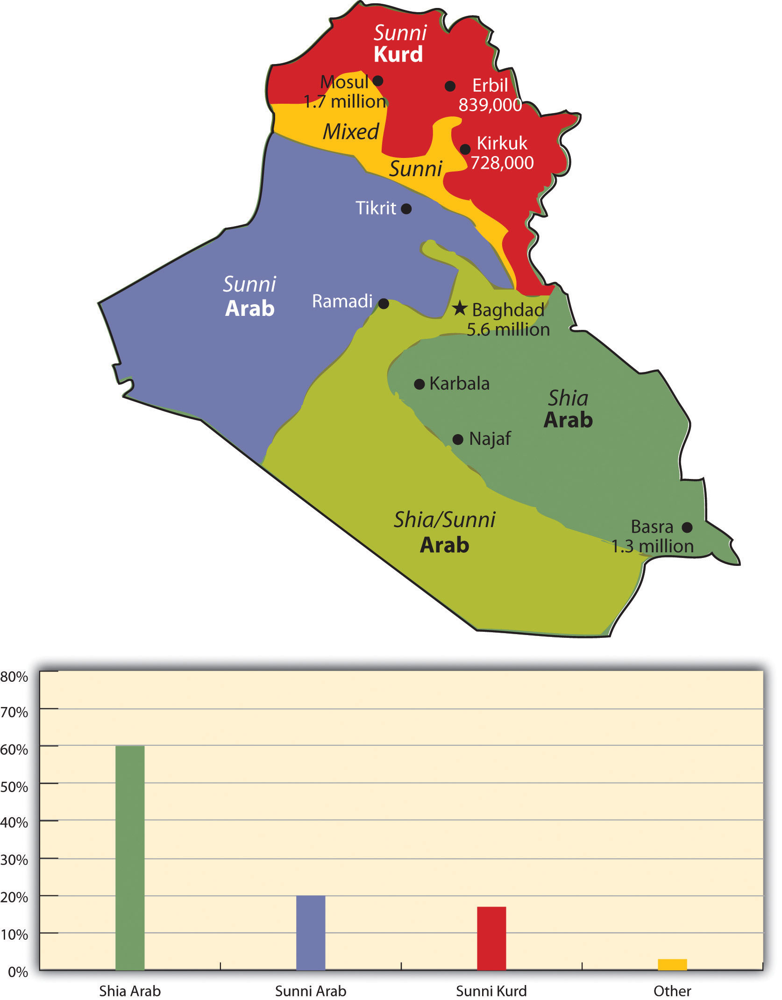 Sunni
Kurd
Mosul
1.7 million
Erbil
839,000
Mixed
Kirkuk
728,000
Sunni
Tikrit
Sunni
Arab
Ramadi
Baghdad
5.6 million
Karbala
Shia
Arab
Najaf
Shia/Sunni
Arab
Basra
1.3 million
80%
70%
60%
50%
40%
30%
20%
10%
0%
Shia Arab
Sunni Arab
Sunni Kurd
Other